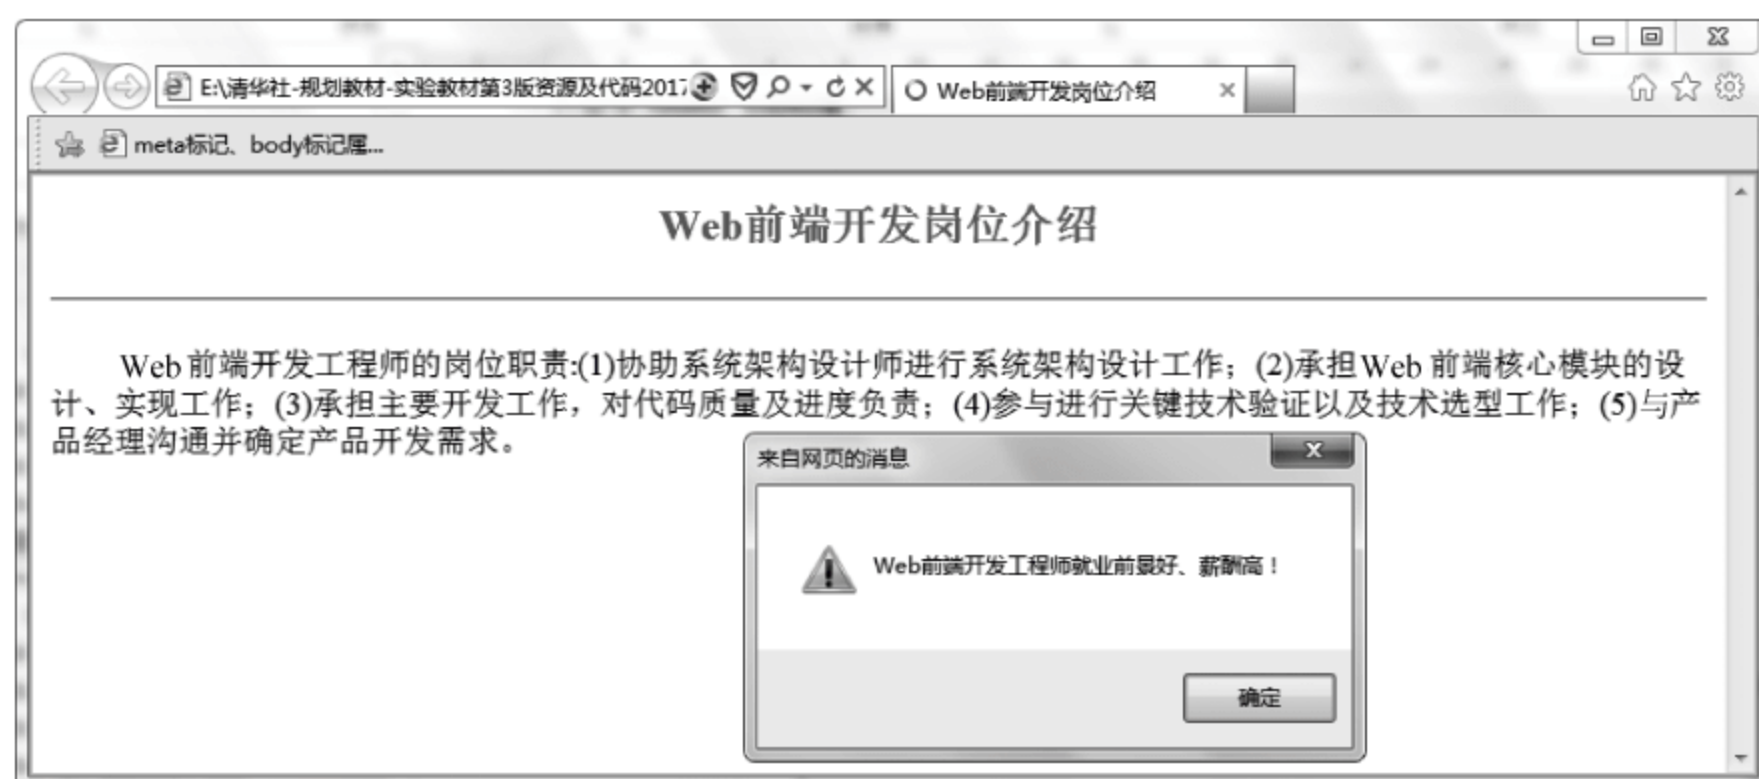 E:\清华社-规划教材-实验教材第3版资源及代码2017
Web前端开发岗位介绍
meta标记、body标记属...
Web前端开发岗位介绍
Web前端开发工程师的岗位职责:(1)协助系统架构设计师进行系统架构设计工作；(2)承担Web 前端核心模块的设
计、实现工作；(3)承担主要开发工作，对代码质量及进度负责；(4)参与进行关键技术验证以及技术选型工作；(5)与产
品经理沟通并确定产品开发需求。
来自网页的消息
Web前端开发工程师就业前景好、薪酬高！
确定